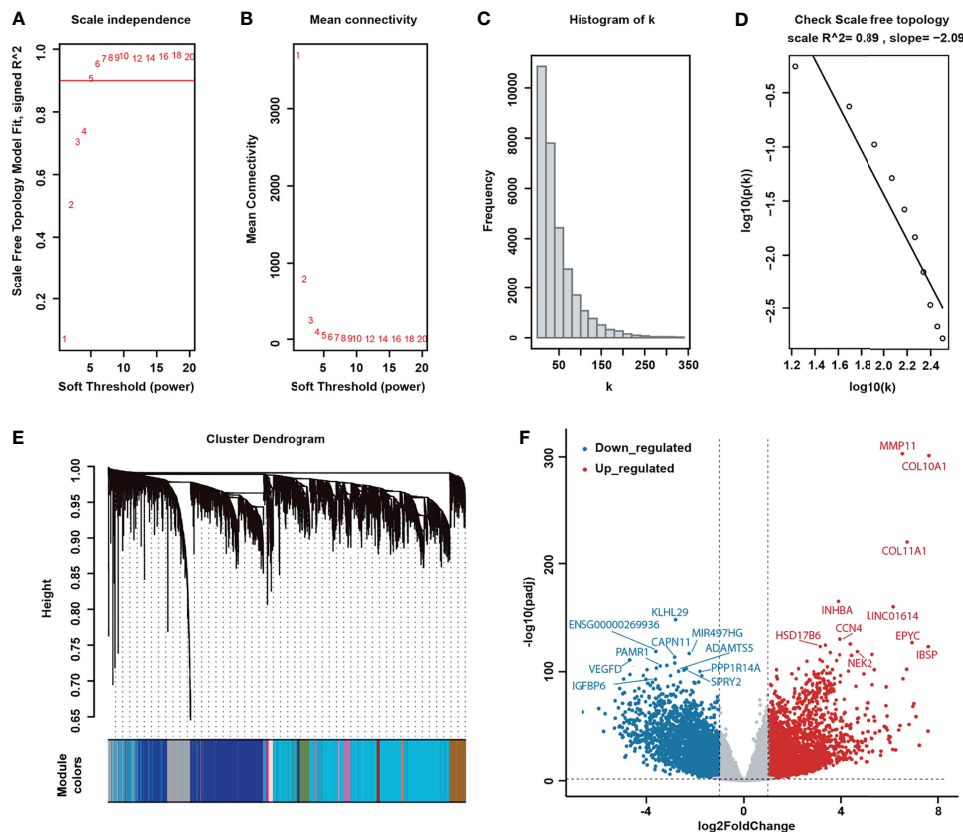 A
Scale independence
Scale Free Topology Model Fit, signed R^2
1.0
0.8
0.6
0.4
0.2
1
2
3
4
5
6
7 8 9 10 12 14 16 18 20
0 5 10 15 20
Soft Threshold (power)
B
Mean connectivity
Mean Connectivity
3000
2000
1000
0
1
2
3
4 5 6 7 8 9 10 12 14 16 18 20
0 5 10 15 20
Soft Threshold (power)
C
Histogram of k
Frequency
10000
8000
6000
4000
2000
0
50 150 250 350
k
D
Check Scale free topology
scale R^2= 0.89 , slope= −2.09
log10(p(k))
−0.5
−1.0
−1.5
−2.0
−2.5
1.2 1.4 1.6 1.8 2.0 2.2 2.4
log10(k)
E
Cluster Dendrogram
Height
1.00
0.95
0.90
0.85
0.80
0.75
0.70
0.65
Module
colors
F
Down_regulated
Up_regulated
-log10(padj)
300
200
100
0
MMP11
COL10A1
COL11A1
INHBA
LINC01614
KLHL29
ENSG00000269936
CAPN11
MIR497HG
HSD17B6
CCN4
EPYC
PAMR1
ADAMTS5
IBSP
VEGFD
PPP1R14A
NEK2
IGFBP6
SPRY2
-4 0 4 8
log2FoldChange